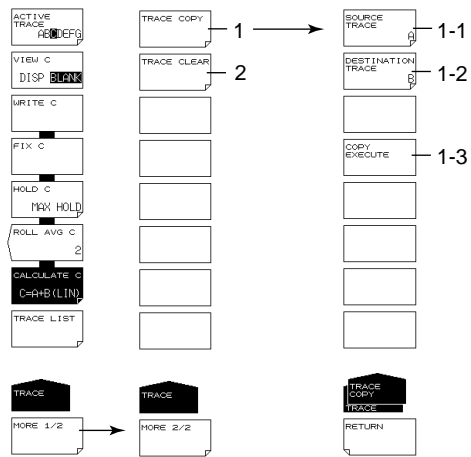 ACTIVE
TRACE
ABCDEFG
VIEW C
DISP BLANK
WRITE C
FIX C
HOLD C
MAX HOLD
ROLL AVG C
2
CALCULATE C
C=A+B(LIN)
TRACE LIST
TRACE
MORE 1/2
TRACE COPY
1
TRACE CLEAR
2
TRACE
MORE 2/2
SOURCE
TRACE
A
1-1
DESTINATION
TRACE
B
1-2
COPY
EXECUTE
1-3
TRACE
COPY
TRACE
RETURN